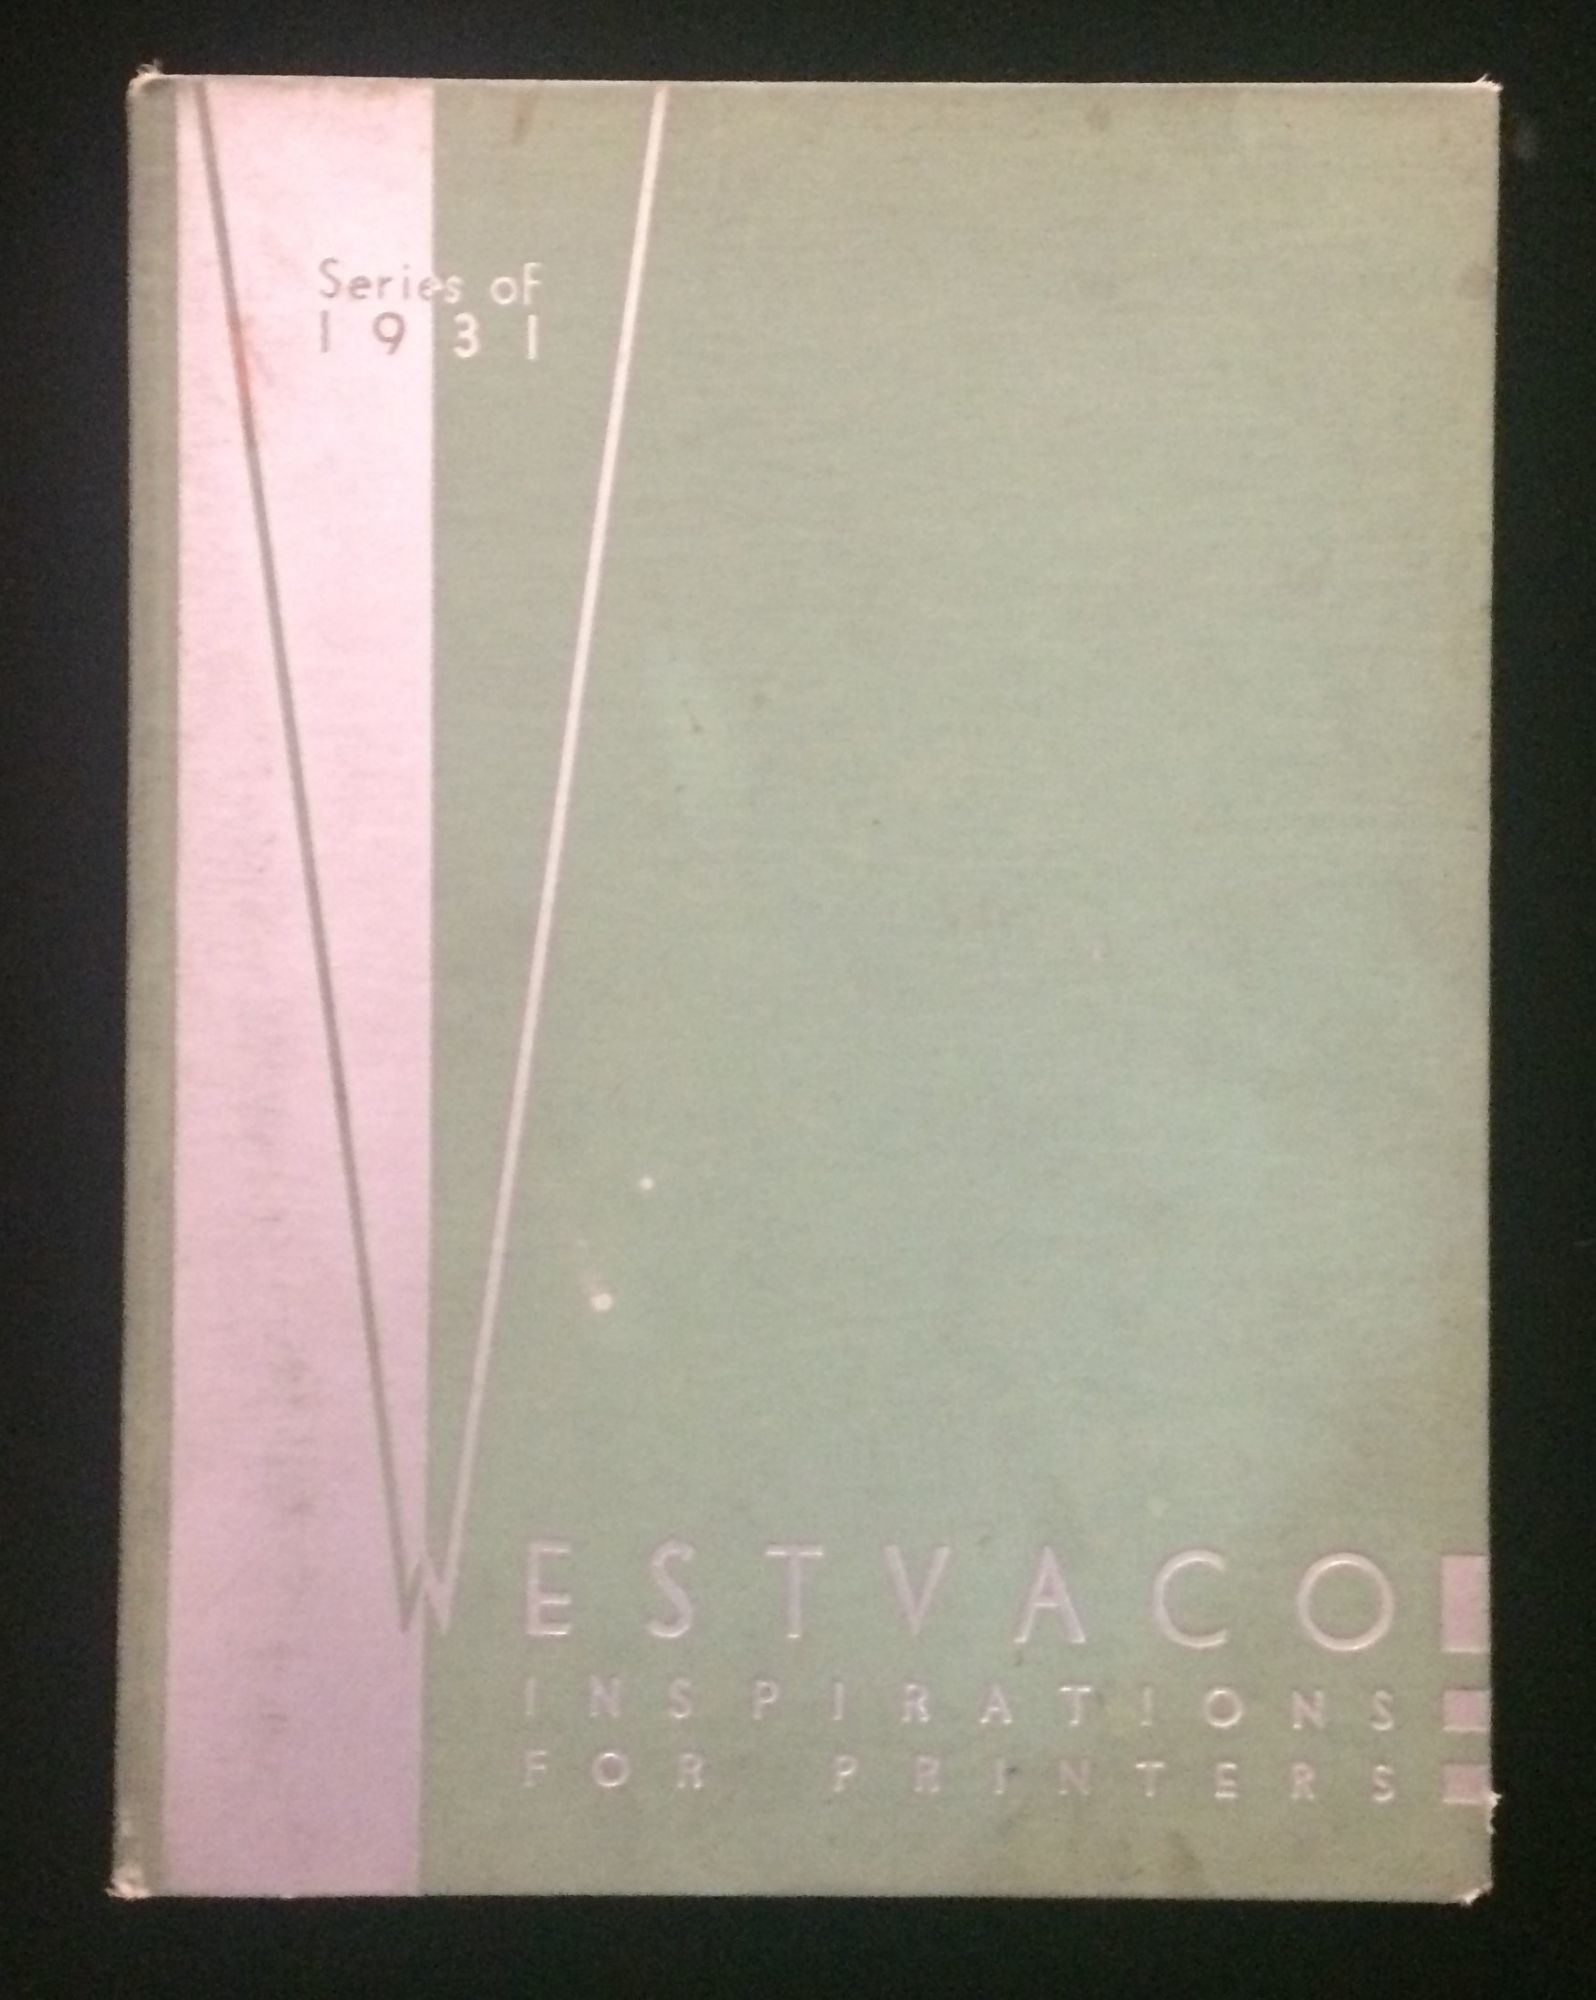 Series of
1931
WESTVACO
INSPIRATIONS
FOR PRINTERS